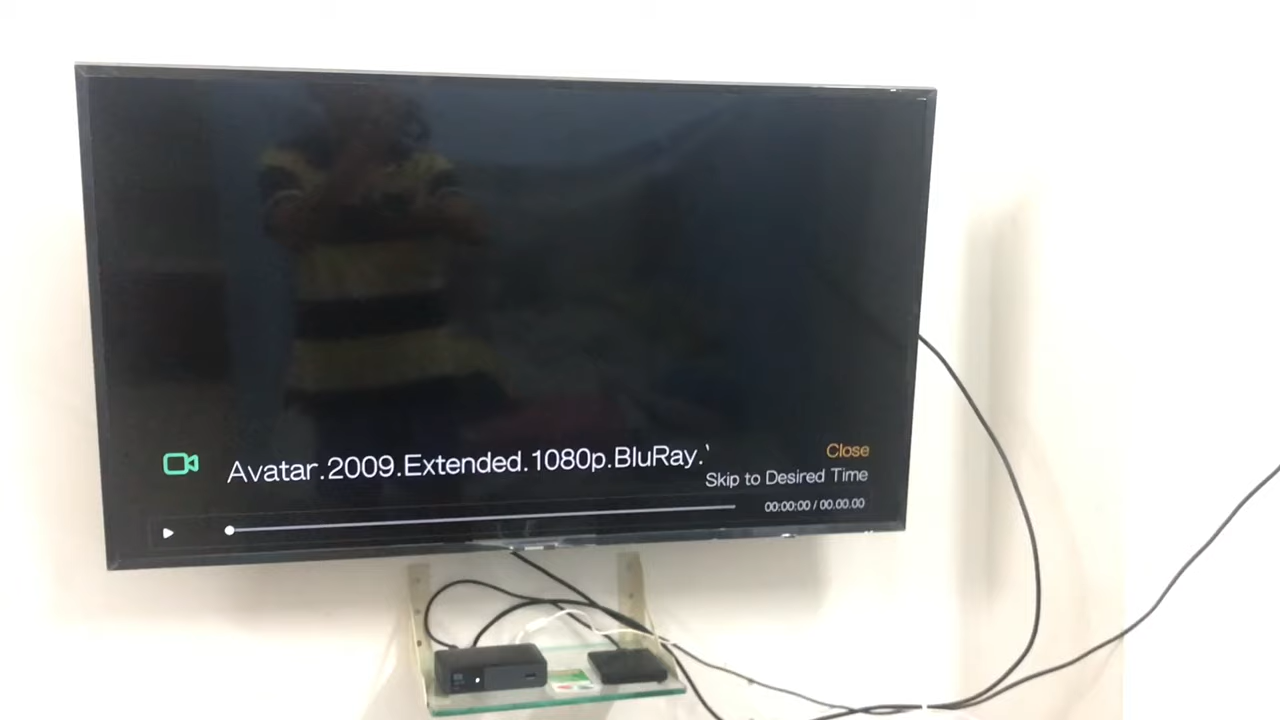 Avatar.2009.Extended.1080p.BluRay.
Close
Skip to Desired Time
00:00:00 / 00.00.00